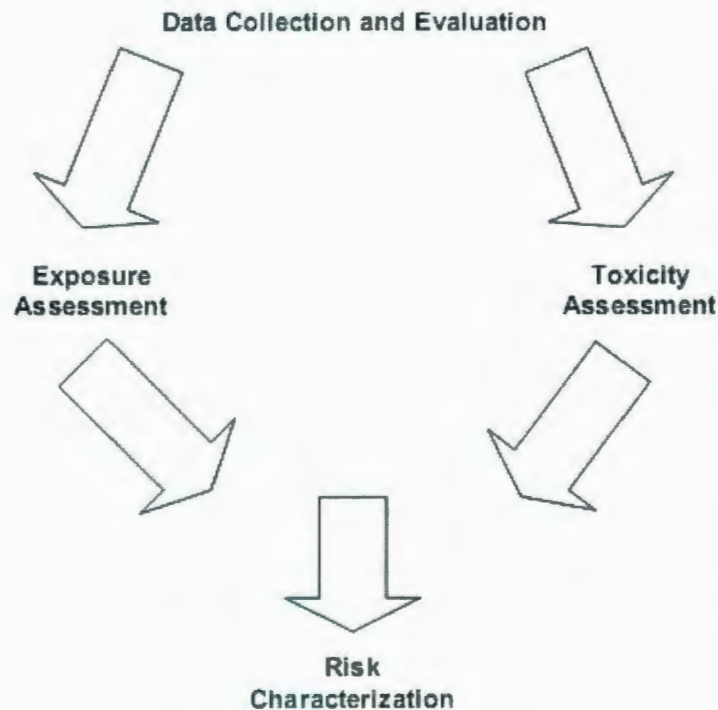 Data Collection and Evaluation
Exposure
Assessment
Toxicity
Assessment
Risk
Characterization